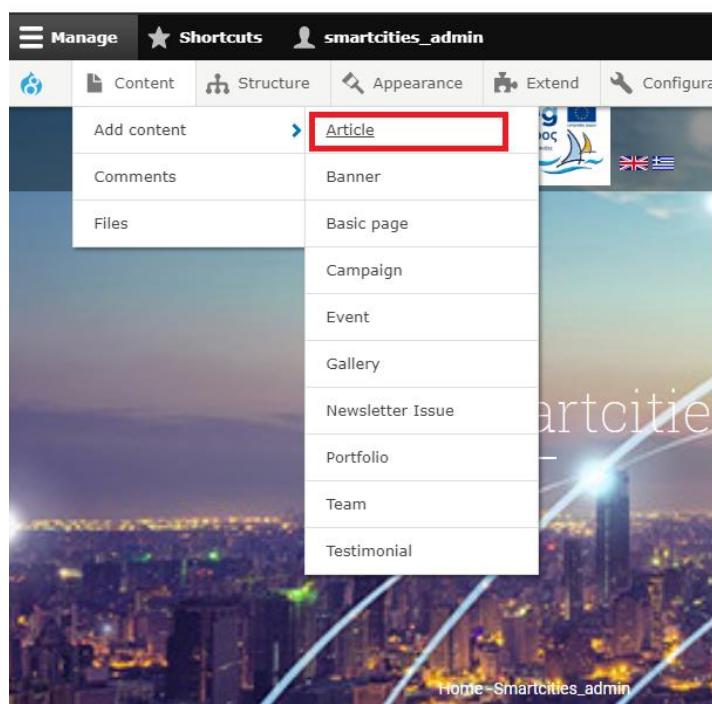 Manage Shortcuts smartcities_admin
Content Structure Appearance Extend Configura
Add content Article
Comments Banner
Files Basic page
Campaign
Event
Gallery
Newsletter Issue
Portfolio
Team
Testimonial
artcitie
Home -Smartcities_admin